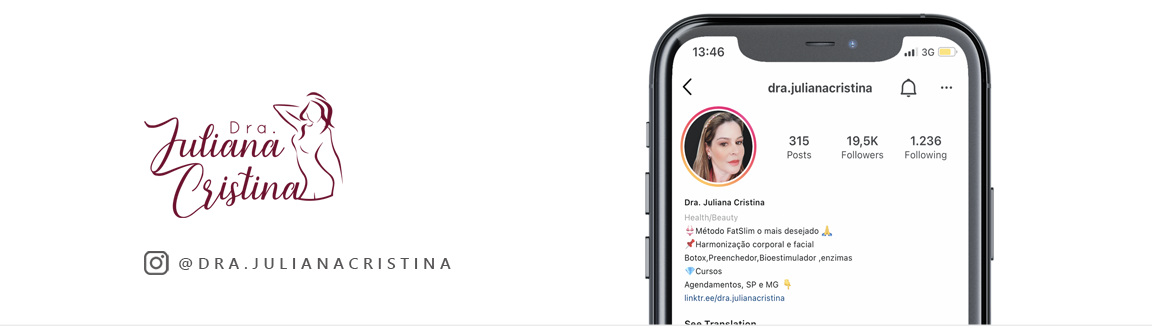 Dra.
Juliana
Cristina
@DRA.JULIANACRISTINA
13:46
3G
dra.julianacristina
315
19,5K
1.236
Posts
Followers
Following
Dra. Juliana Cristina
Health/Beauty
👙Método FatSlim o mais desejado 🙏
📌Harmonização corporal e facial
Botox,Preenchedor,Bioestimulador ,enzimas
💎Cursos
Agendamentos, SP e MG 👇
linktr.ee/dra.julianacristina
See Translation